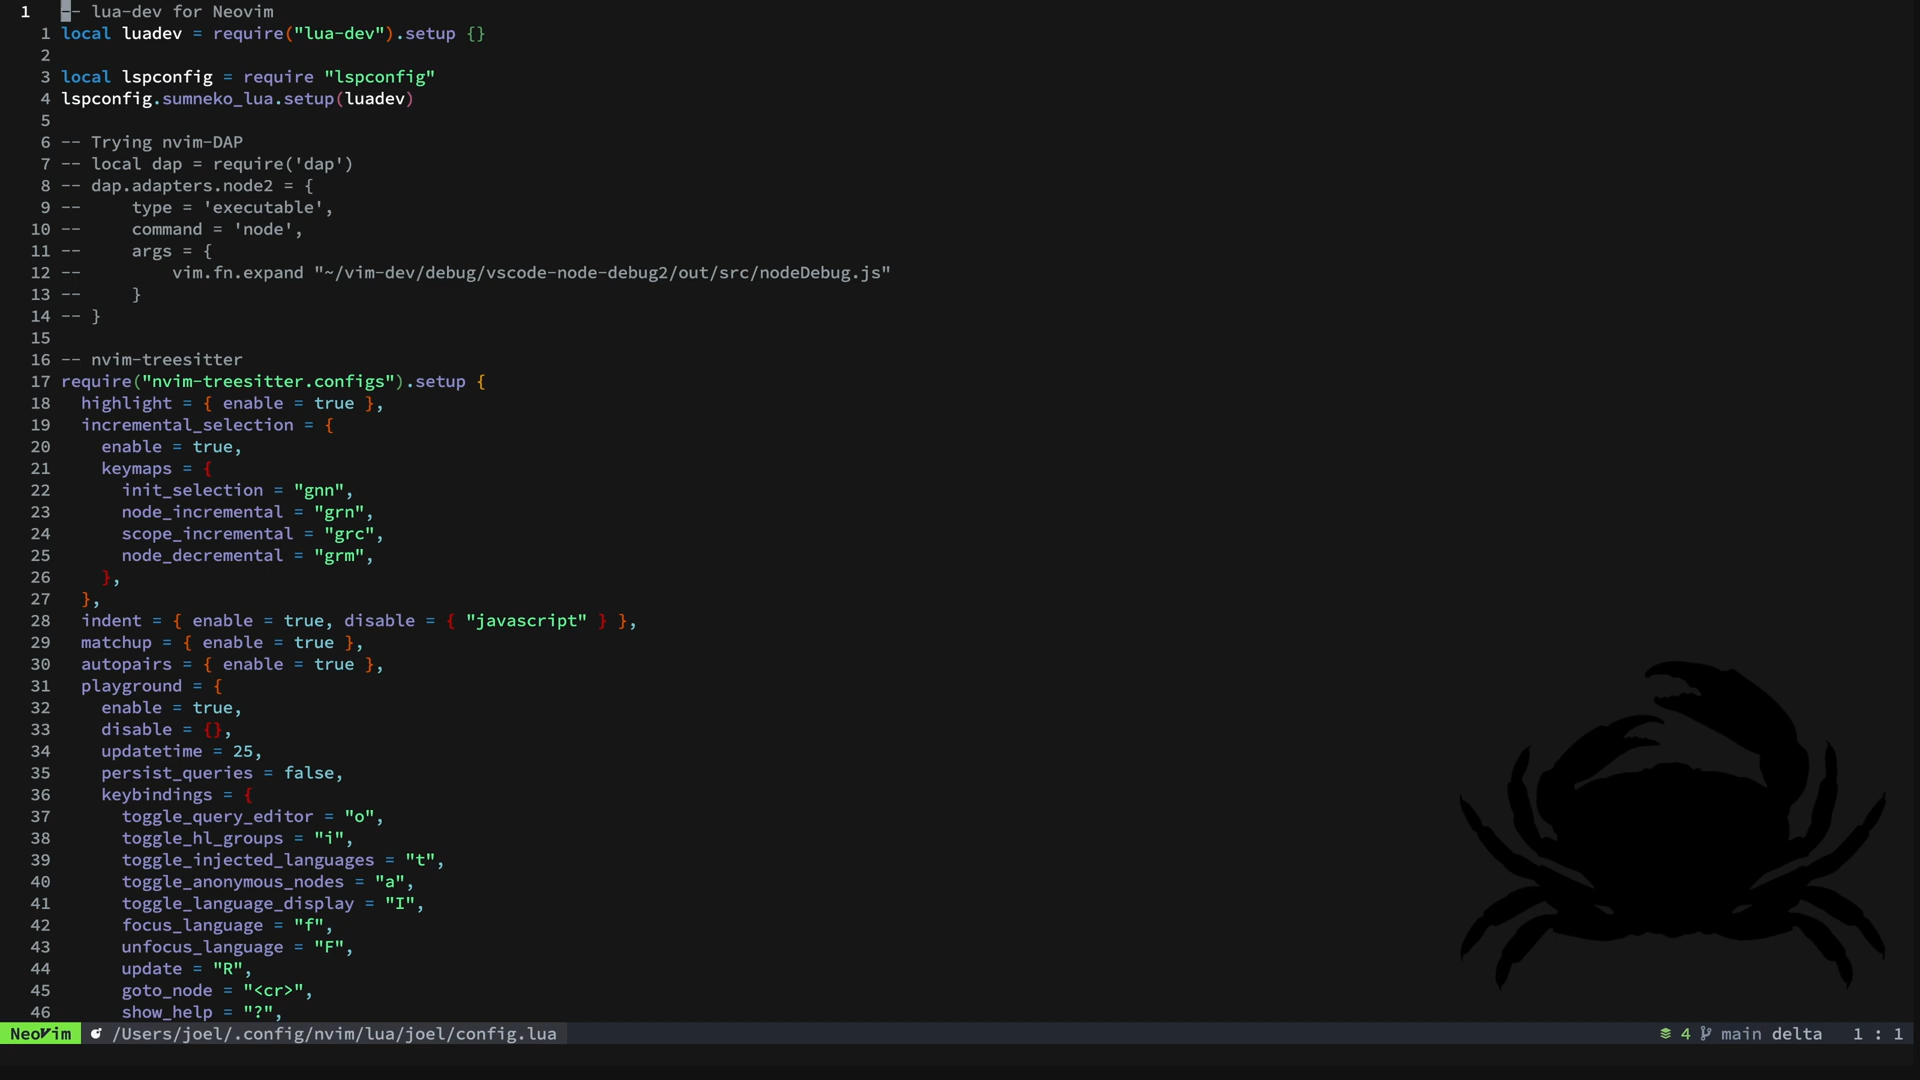 1 -- lua-dev for Neovim
1 local luadev = require("lua-dev").setup {}
2
3 local lspconfig = require "lspconfig"
4 lspconfig.sumneko_lua.setup(luadev)
5
6 -- Trying nvim-DAP
7 -- local dap = require('dap')
8 -- dap.adapters.node2 = {
9 --     type = 'executable',
10 --     command = 'node',
11 --     args = {
12 --         vim.fn.expand "~/vim-dev/debug/vscode-node-debug2/out/src/nodeDebug.js"
13 --     }
14 -- }
15
16 -- nvim-treesitter
17 require("nvim-treesitter.configs").setup {
18   highlight = { enable = true },
19   incremental_selection = {
20     enable = true,
21     keymaps = {
22       init_selection = "gnn",
23       node_incremental = "grn",
24       scope_incremental = "grc",
25       node_decremental = "grm",
26     },
27   },
28   indent = { enable = true, disable = { "javascript" } },
29   matchup = { enable = true },
30   autopairs = { enable = true },
31   playground = {
32     enable = true,
33     disable = {},
34     updatetime = 25,
35     persist_queries = false,
36     keybindings = {
37       toggle_query_editor = "o",
38       toggle_hl_groups = "i",
39       toggle_injected_languages = "t",
40       toggle_anonymous_nodes = "a",
41       toggle_language_display = "I",
42       focus_language = "f",
43       unfocus_language = "F",
44       update = "R",
45       goto_node = "<cr>",
46       show_help = "?",
NeoVim /Users/joel/.config/nvim/lua/joel/config.lua 4 main delta 1 : 1